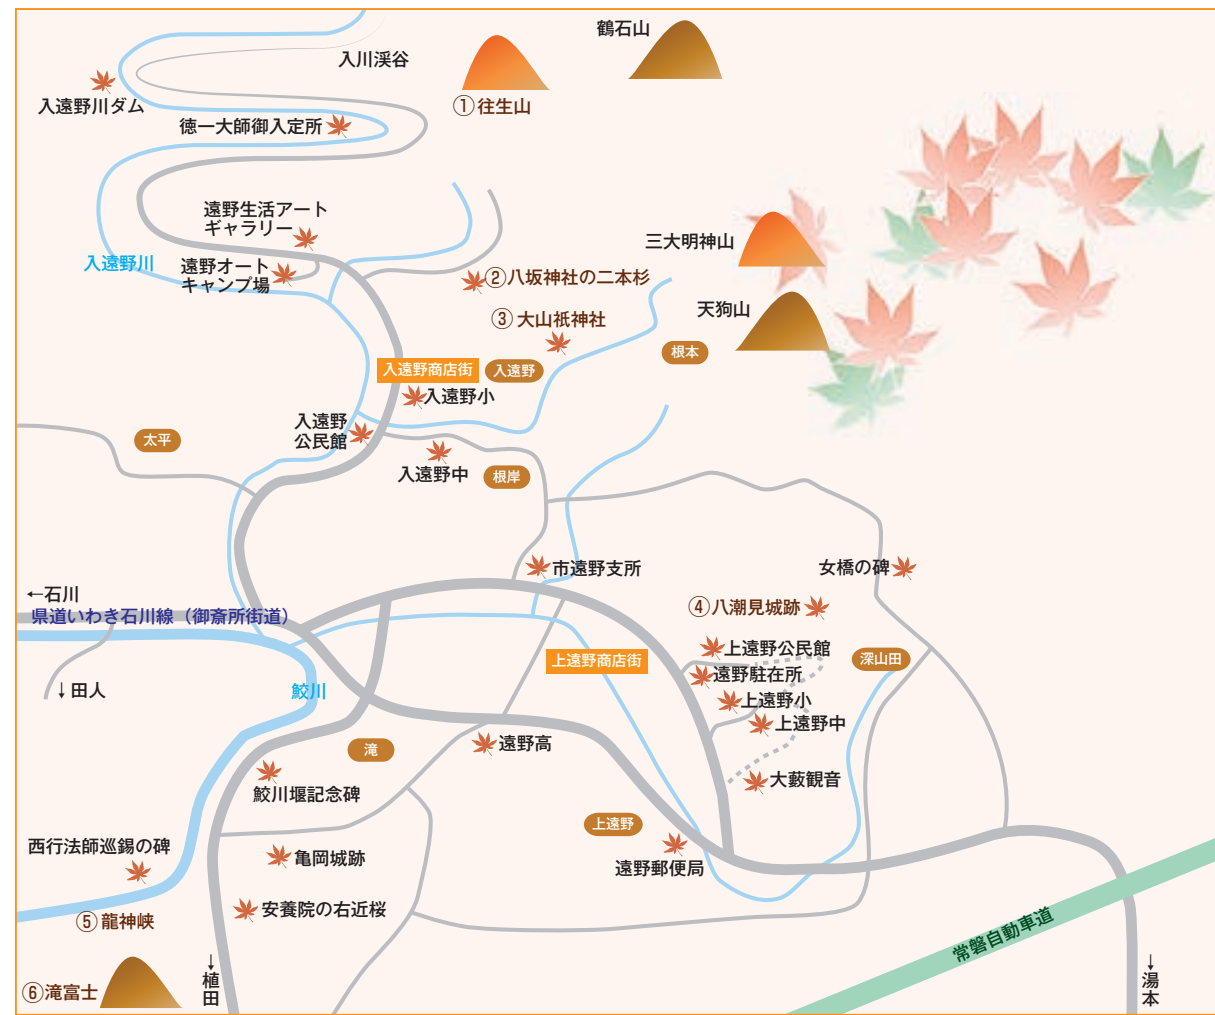 鶴石山
入川渓谷
入遠野川ダム
①往生山
徳一大師御入定所
遠野生活アート
ギャラリー
三大明神山
入遠野川
遠野オート
キャンプ場
②八坂神社の二本杉
天狗山
③大山祇神社
根本
入遠野商店街
入遠野
入遠野小
入遠野
公民館
太平
入遠野中
根岸
市遠野支所
女橋の碑
←石川
④八潮見城跡
県道いわき石川線（御斎所街道）
上遠野公民館
上遠野商店街
深山田
遠野駐在所
↓田人
鮫川
上遠野小
上遠野中
遠野高
滝
大藪観音
鮫川堰記念碑
上遠野
西行法師巡錫の碑
亀岡城跡
遠野郵便局
安養院の右近桜
⑤龍神峡
常磐自動車道
⑥滝富士
↓植田
↓湯本